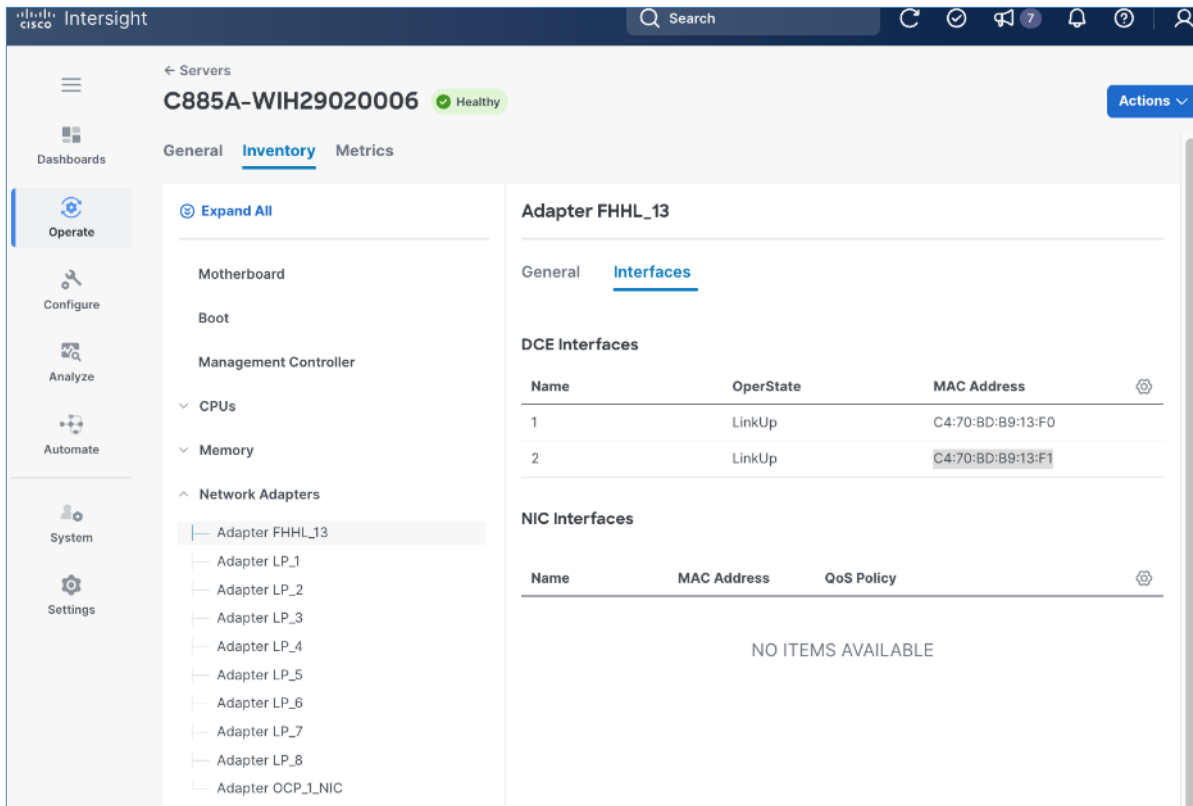 cisco Intersight
Search
7
← Servers
C885A-WIH29020006 Healthy
Actions
General Inventory Metrics
Dashboards
Operate
Configure
Analyze
Automate
System
Settings
Expand All
Motherboard
Boot
Management Controller
CPUs
Memory
Network Adapters
Adapter FHHL_13
Adapter LP_1
Adapter LP_2
Adapter LP_3
Adapter LP_4
Adapter LP_5
Adapter LP_6
Adapter LP_7
Adapter LP_8
Adapter OCP_1_NIC
Adapter FHHL_13
General Interfaces
DCE Interfaces
Name OperState MAC Address
1 LinkUp C4:70:BD:B9:13:F0
2 LinkUp C4:70:BD:B9:13:F1
NIC Interfaces
Name MAC Address QoS Policy
NO ITEMS AVAILABLE